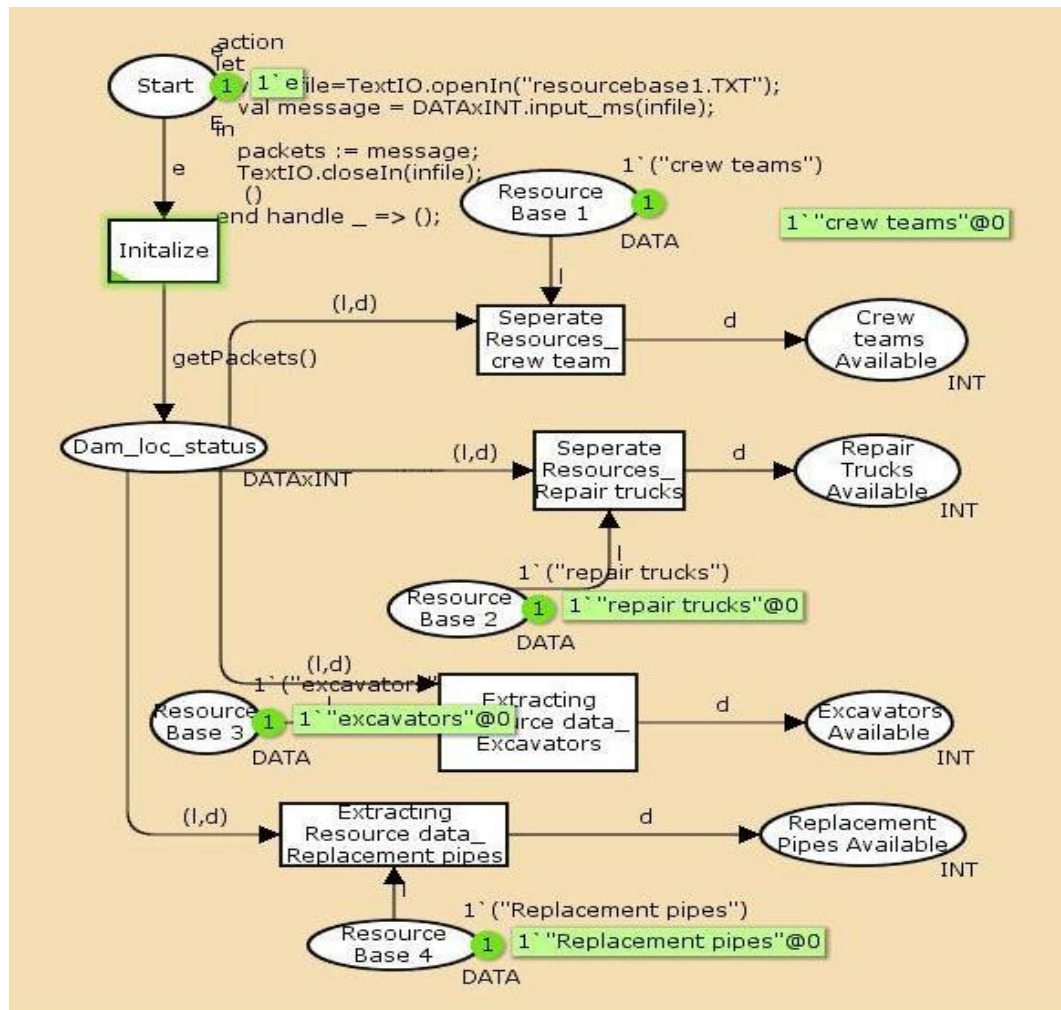 action
e
let
Start
1
1`e
file=TextIO.openIn("resourcebase1.TXT");
val message = DATAxINT.input_ms(infile);
E
in
packets := message;
TextIO.closeIn(infile);
()
end handle _ => ();
e
Initalize
1`("crew teams")
Resource
Base 1
1
DATA
1`"crew teams"@0
l
(l,d)
Seperate
Resources_
crew team
d
Crew
teams
Available
INT
getPackets()
Dam_loc_status
DATAxINT
(l,d)
Seperate
Resources_
Repair trucks
d
Repair
Trucks
Available
INT
l
1`("repair trucks")
Resource
Base 2
1
1`"repair trucks"@0
DATA
(l,d)
1`("excavators"
Resource
Base 3
1
1`"excavators"@0
DATA
Extracting
data_
Excavators
d
Excavators
Available
INT
(l,d)
Extracting
Resource data_
Replacement pipes
d
Replacement
Pipes Available
INT
l
1`("Replacement pipes")
Resource
Base 4
1
1`"Replacement pipes"@0
DATA